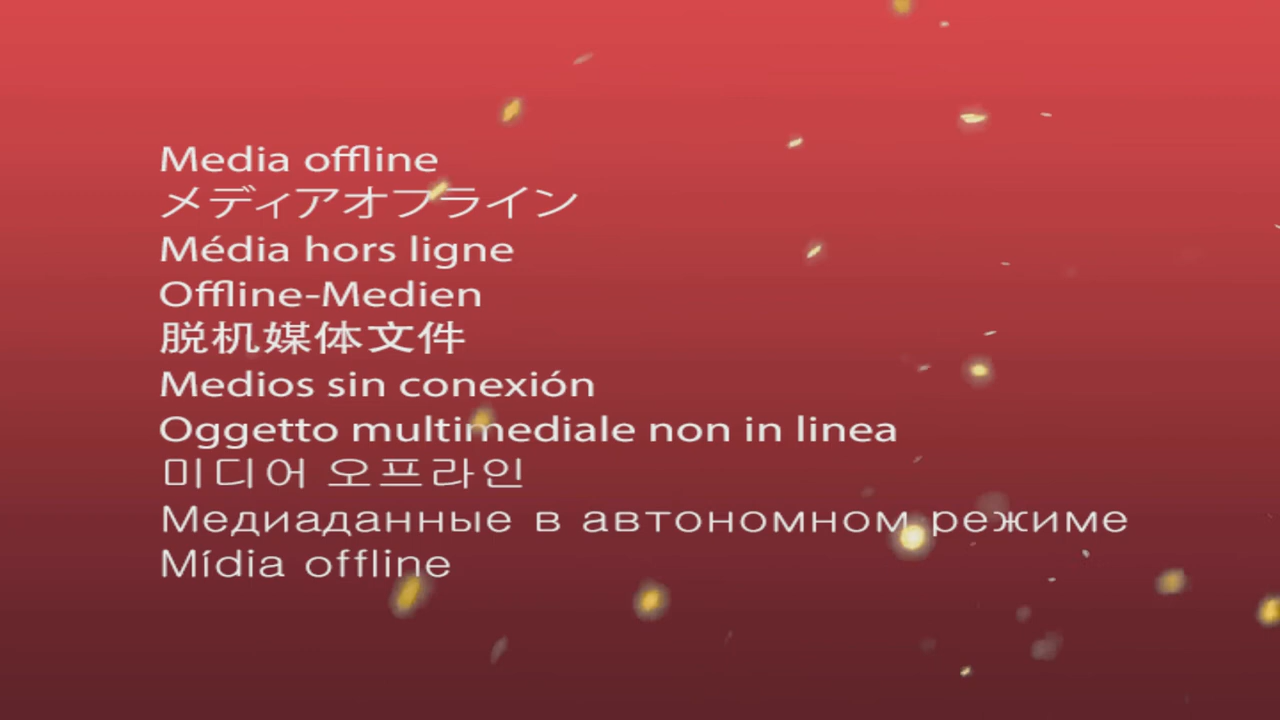 Media offline
メディアオフライン
Média hors ligne
Offline-Medien
脱机媒体文件
Medios sin conexión
Oggetto multimediale non in linea
미디어 오프라인
Медиаданные в автономном режиме
Mídia offline